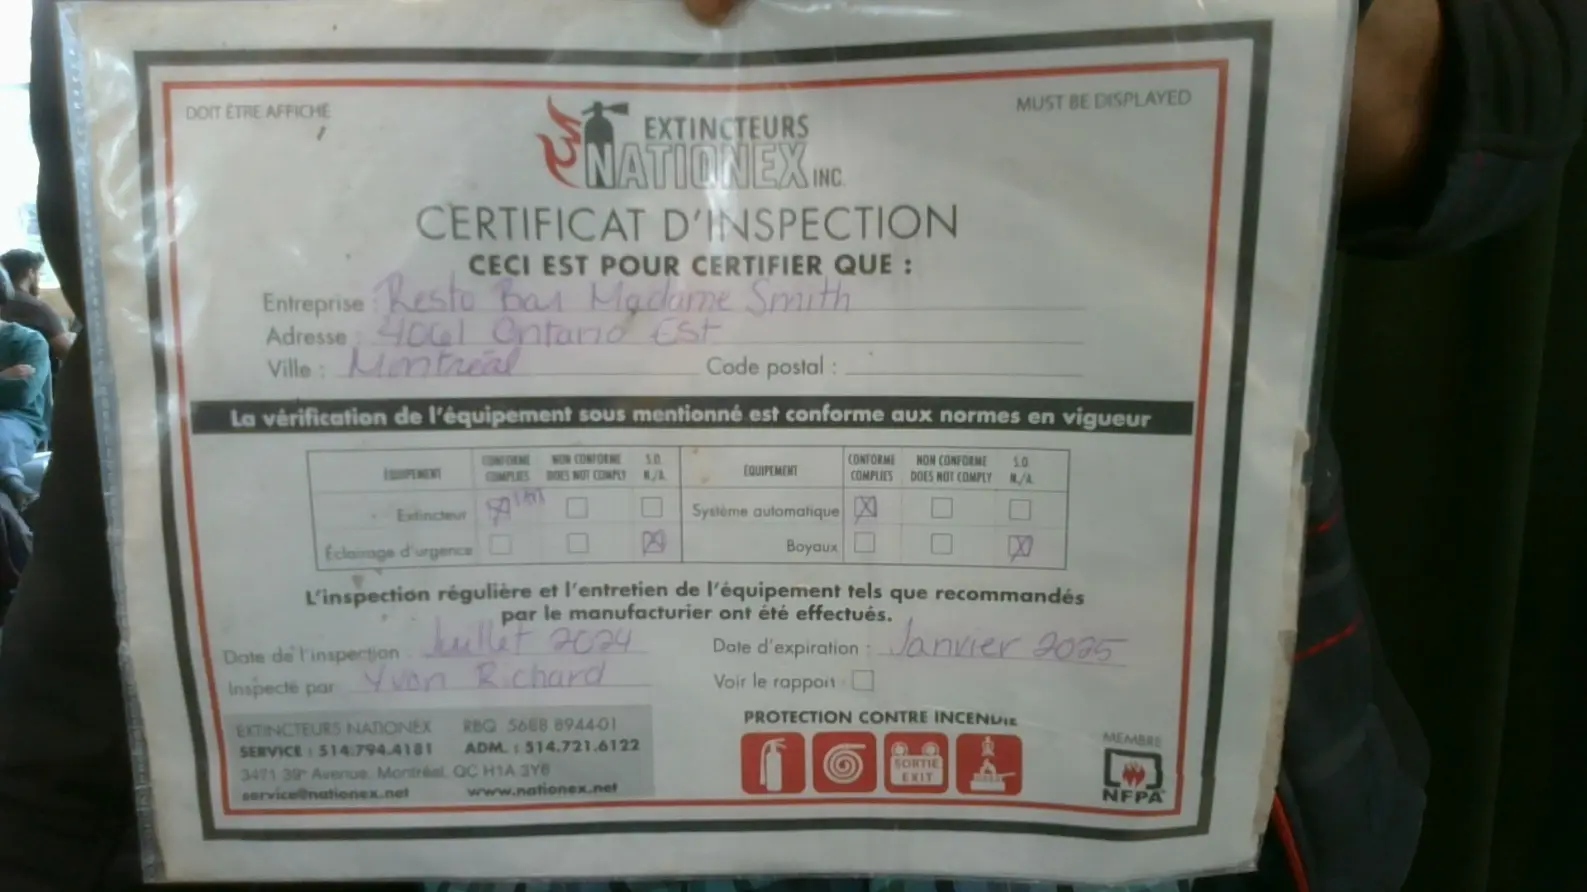 DOIT ÊTRE AFFICHÉ
MUST BE DISPLAYED
EXTINCTEURS
NATIONEX INC.
CERTIFICAT D'INSPECTION
CECI EST POUR CERTIFIER QUE :
Entreprise : Resto Bar Madame Smith
Adresse : 4061 Ontario Est
Ville : Montréal Code postal :
La vérification de l'équipement sous mentionné est conforme aux normes en vigueur
ÉQUIPEMENT CONFORME COMPLIES NON CONFORME DOES NOT COMPLY S.O. N./A. ÉQUIPEMENT CONFORME COMPLIES NON CONFORME DOES NOT COMPLY S.O. N./A.
Extincteur Système automatique
Éclairage d'urgence Boyaux
L'inspection régulière et l'entretien de l'équipement tels que recommandés
par le manufacturier ont été effectués.
Date de l'inspection : Juillet 2024 Date d'expiration : Janvier 2025
Inspecté par Yvon Richard Voir le rapport
EXTINCTEURS NATIONEX RBQ 5688 8944-01
SERVICE : 514.794.4181 ADM. : 514.721.6122
3471 39e Avenue, Montréal, QC H1A 3Y6
service@nationex.net www.nationex.net
PROTECTION CONTRE INCENDIE
SORTIE
EXIT
MEMBRE
NFPA